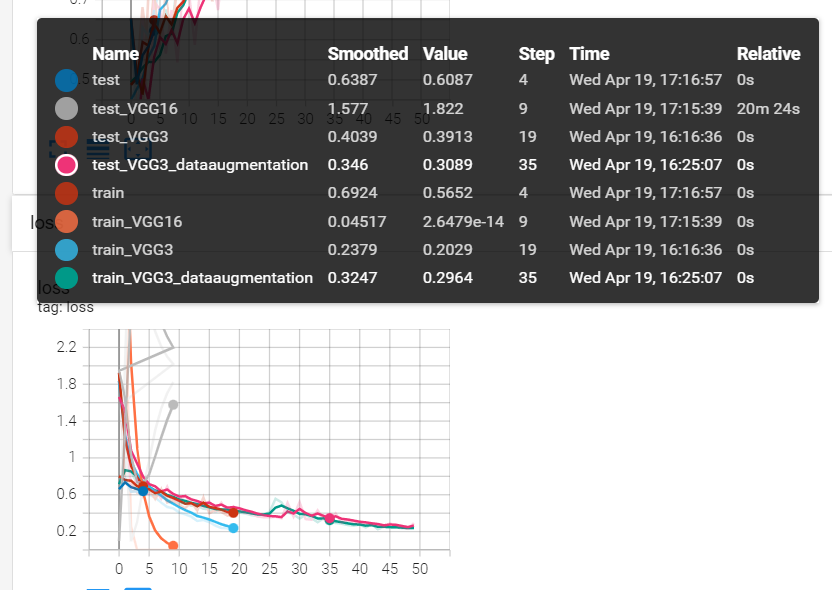 0.7
0.6
Name Smoothed Value Step Time Relative
test 0.6387 0.6087 4 Wed Apr 19, 17:16:57 0s
test_VGG16 1.577 1.822 9 Wed Apr 19, 17:15:39 20m 24s
0 5 10 15 20 25 30 35 40 45 50
test_VGG3 0.4039 0.3913 19 Wed Apr 19, 16:16:36 0s
test_VGG3_dataaugmentation 0.346 0.3089 35 Wed Apr 19, 16:25:07 0s
train 0.6924 0.5652 4 Wed Apr 19, 17:16:57 0s
train_VGG16 0.04517 2.6479e-14 9 Wed Apr 19, 17:15:39 0s
train_VGG3 0.2379 0.2029 19 Wed Apr 19, 16:16:36 0s
train_VGG3_dataaugmentation 0.3247 0.2964 35 Wed Apr 19, 16:25:07 0s
loss
loss
tag: loss
2.2
1.8
1.4
1
0.6
0.2
0 5 10 15 20 25 30 35 40 45 50